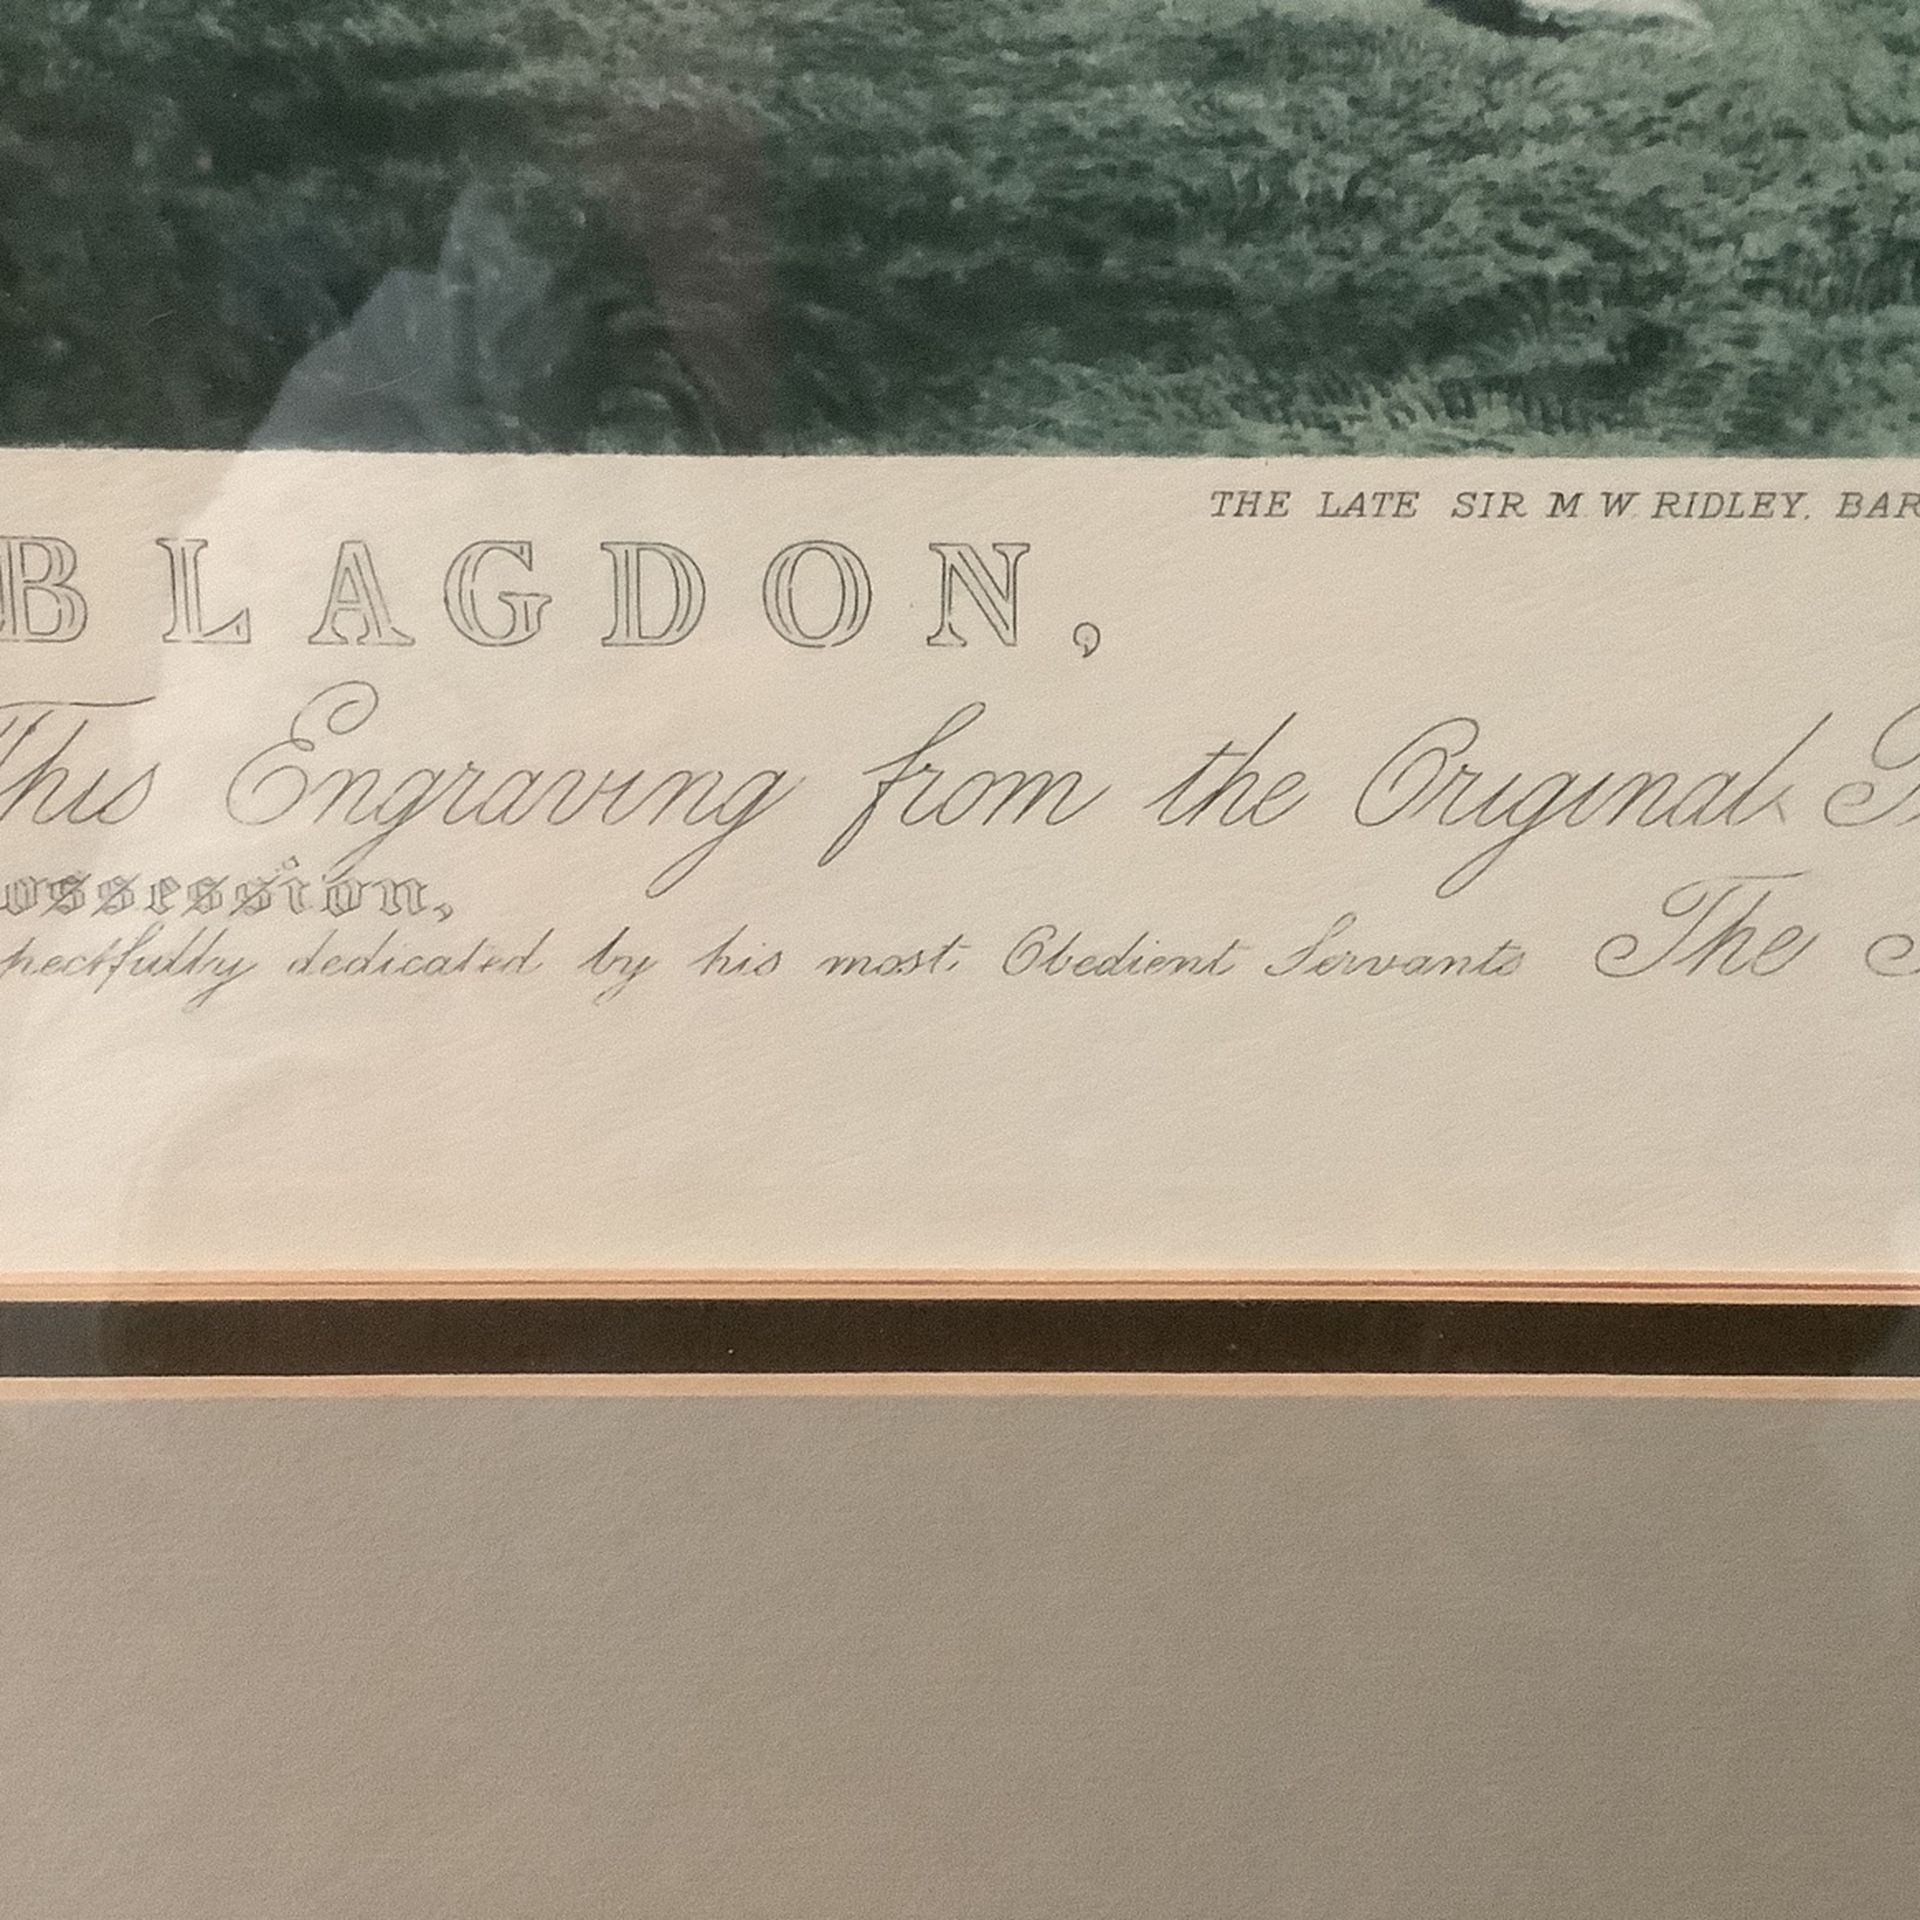 THE LATE SIR M. W. RIDLEY, BAR
BLAGDON,
This Engraving from the Original
ossession,
pectfully dedicated by his most Obedient Servants The